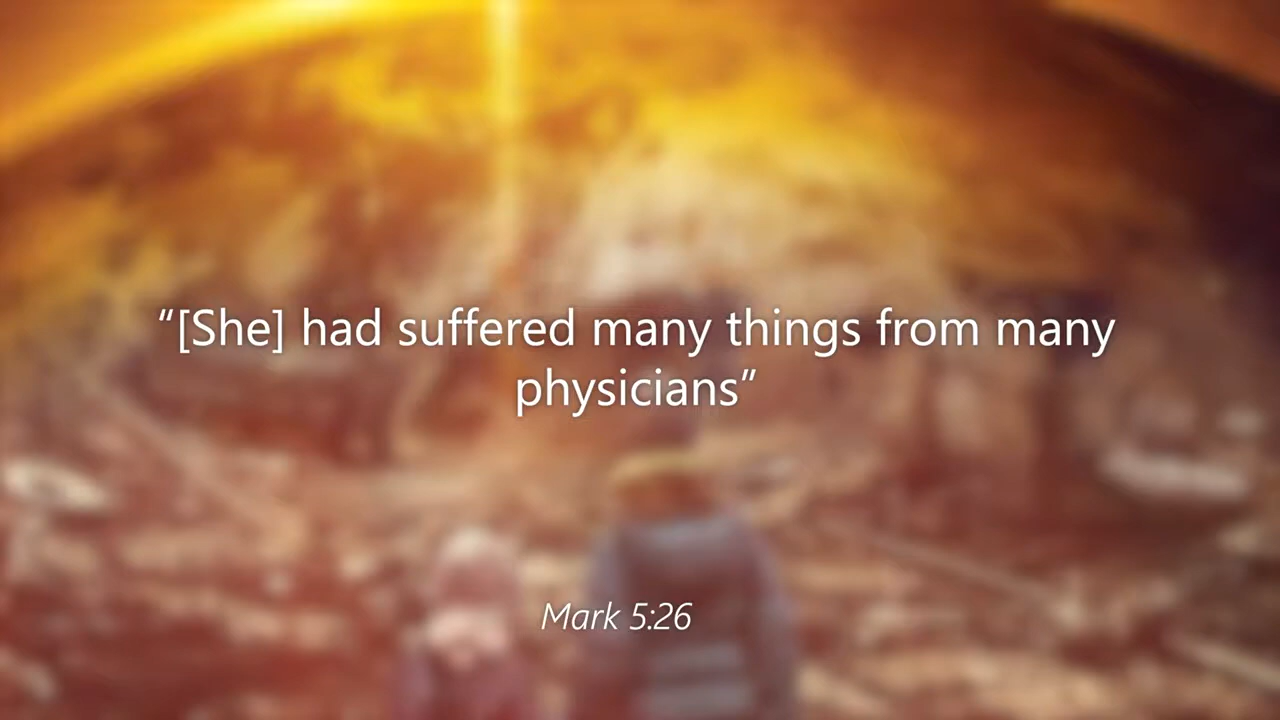 “[She] had suffered many things from many
physicians”
Mark 5:26